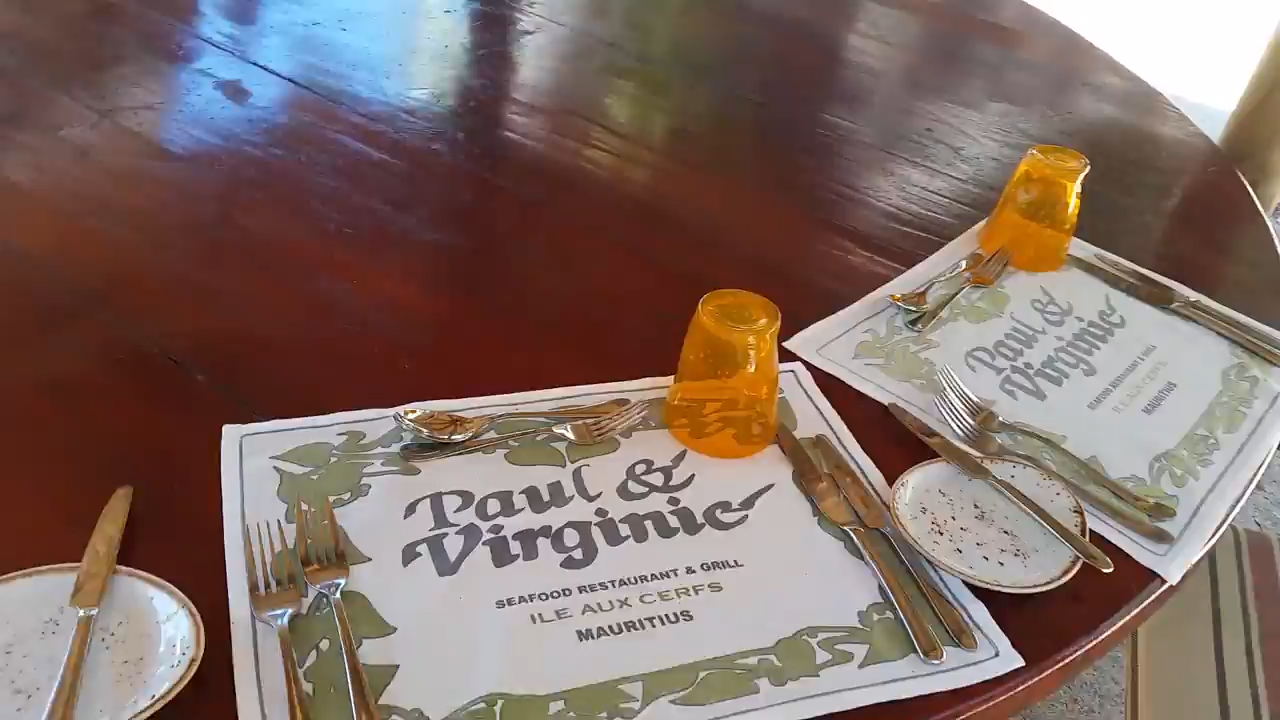 Paul &
Virginie
SEAFOOD RESTAURANT & GRILL
ILE AUX CERFS
MAURITIUS
Paul &
Virginie
SEAFOOD RESTAURANT & GRILL
ILE AUX CERFS
MAURITIUS